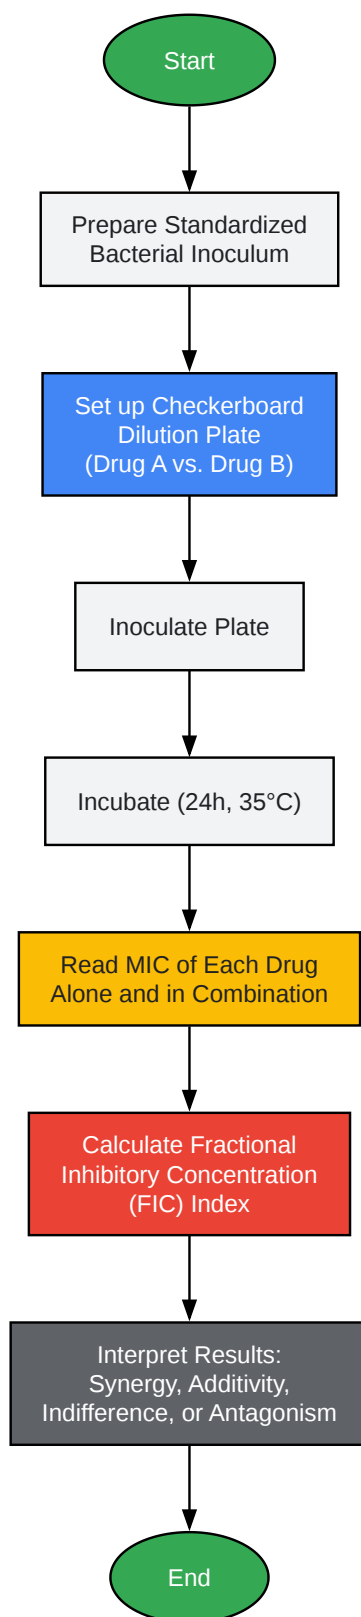 Start
Prepare Standardized
Bacterial Inoculum
Set up Checkerboard
Dilution Plate
(Drug A vs. Drug B)
Inoculate Plate
Incubate (24h, 35°C)
Read MIC of Each Drug
Alone and in Combination
Calculate Fractional
Inhibitory Concentration
(FIC) Index
Interpret Results:
Synergy, Additivity,
Indifference, or Antagonism
End